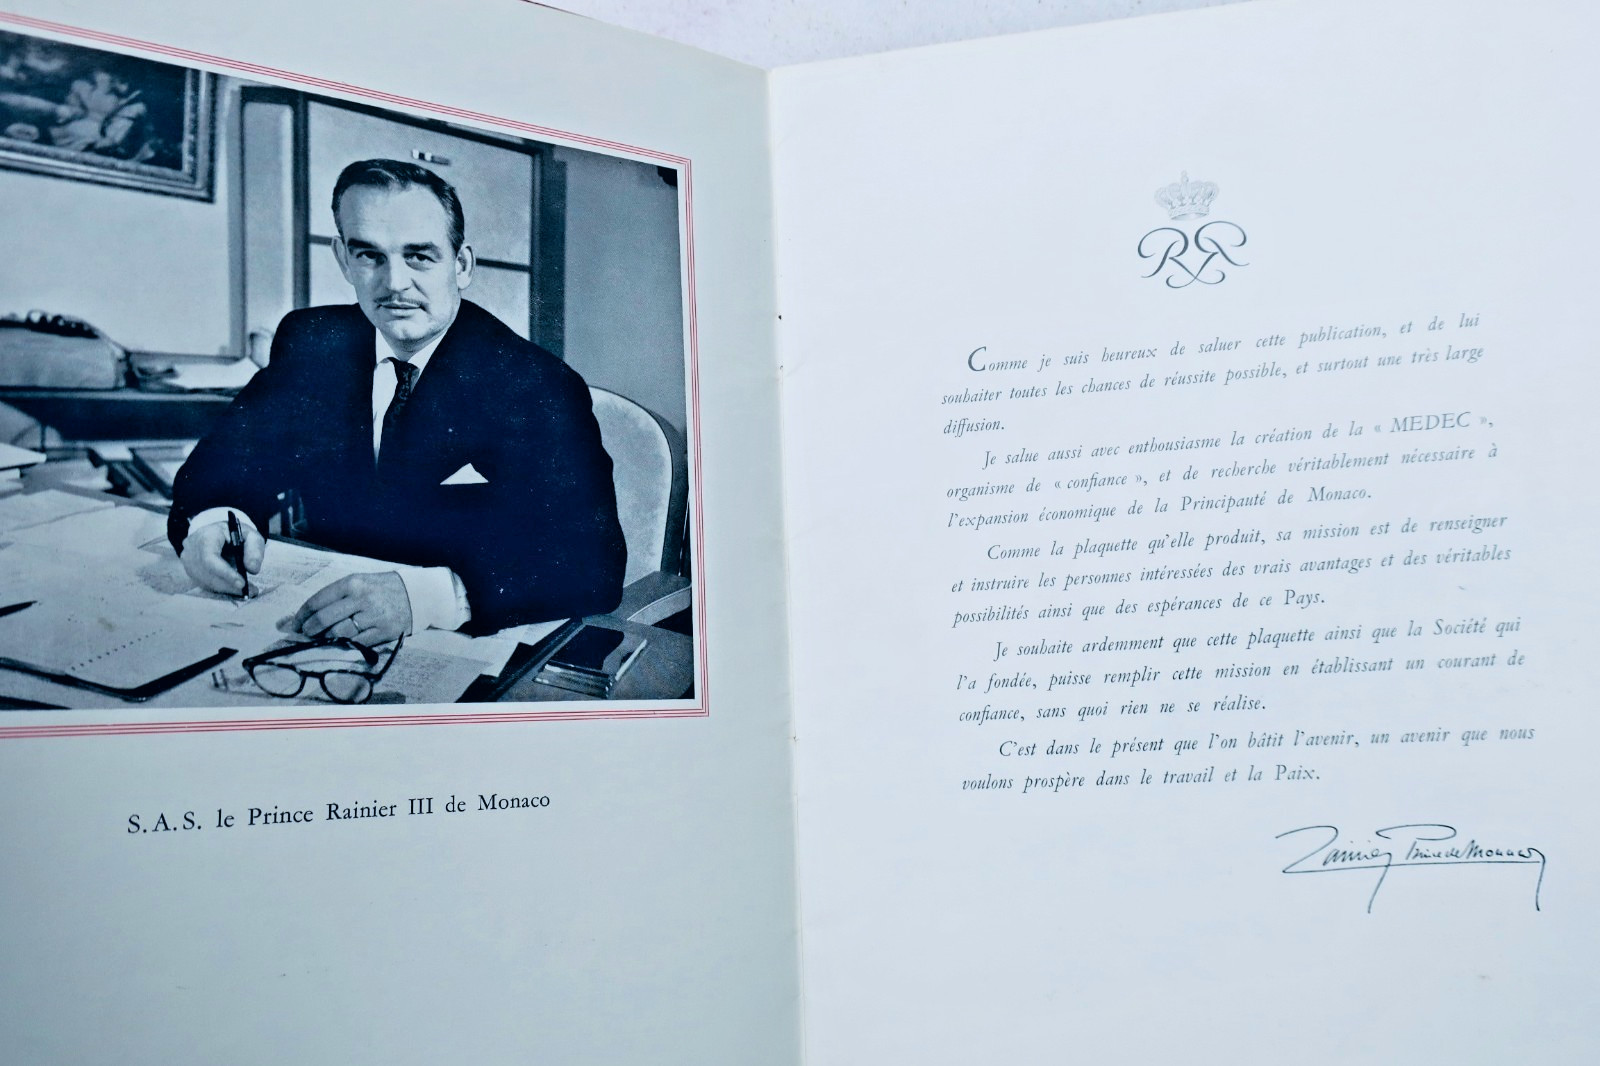 S.A.S. le Prince Rainier III de Monaco
RR
Comme je suis heureux de saluer cette publication, et de lui
souhaiter toutes les chances de réussite possible, et surtout une très large
diffusion.
Je salue aussi avec enthousiasme la création de la « MEDEC »,
organisme de « confiance », et de recherche véritablement nécessaire à
l'expansion économique de la Principauté de Monaco.
Comme la plaquette qu'elle produit, sa mission est de renseigner
et instruire les personnes intéressées des vrais avantages et des véritables
possibilités ainsi que des espérances de ce Pays.
Je souhaite ardemment que cette plaquette ainsi que la Société qui
l'a fondée, puisse remplir cette mission en établissant un courant de
confiance, sans quoi rien ne se réalise.
C'est dans le présent que l'on bâtit l'avenir, un avenir que nous
voulons prospère dans le travail et la Paix.
Rainier Prince de Monaco